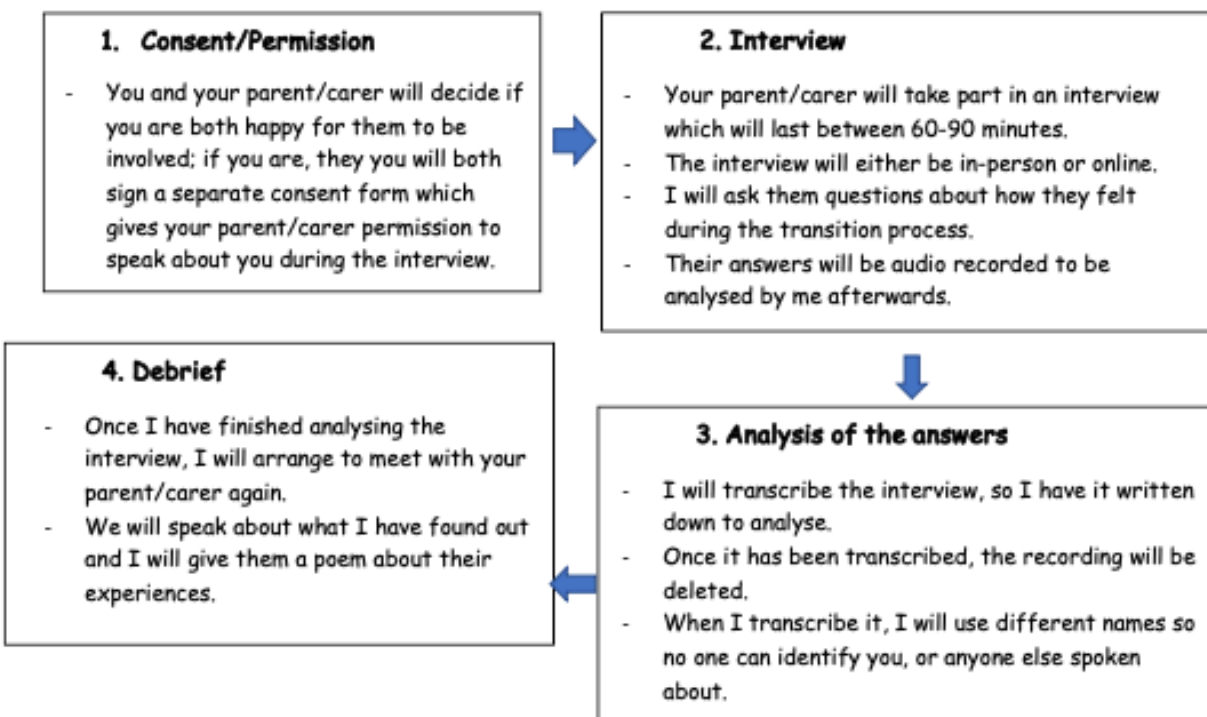 1. Consent/Permission
- You and your parent/carer will decide if
you are both happy for them to be
involved; if you are, they you will both
sign a separate consent form which
gives your parent/carer permission to
speak about you during the interview.
2. Interview
- Your parent/carer will take part in an interview
which will last between 60-90 minutes.
- The interview will either be in-person or online.
- I will ask them questions about how they felt
during the transition process.
- Their answers will be audio recorded to be
analysed by me afterwards.
3. Analysis of the answers
- I will transcribe the interview, so I have it written
down to analyse.
- Once it has been transcribed, the recording will be
deleted.
- When I transcribe it, I will use different names so
no one can identify you, or anyone else spoken
about.
4. Debrief
- Once I have finished analysing the
interview, I will arrange to meet with your
parent/carer again.
- We will speak about what I have found out
and I will give them a poem about their
experiences.